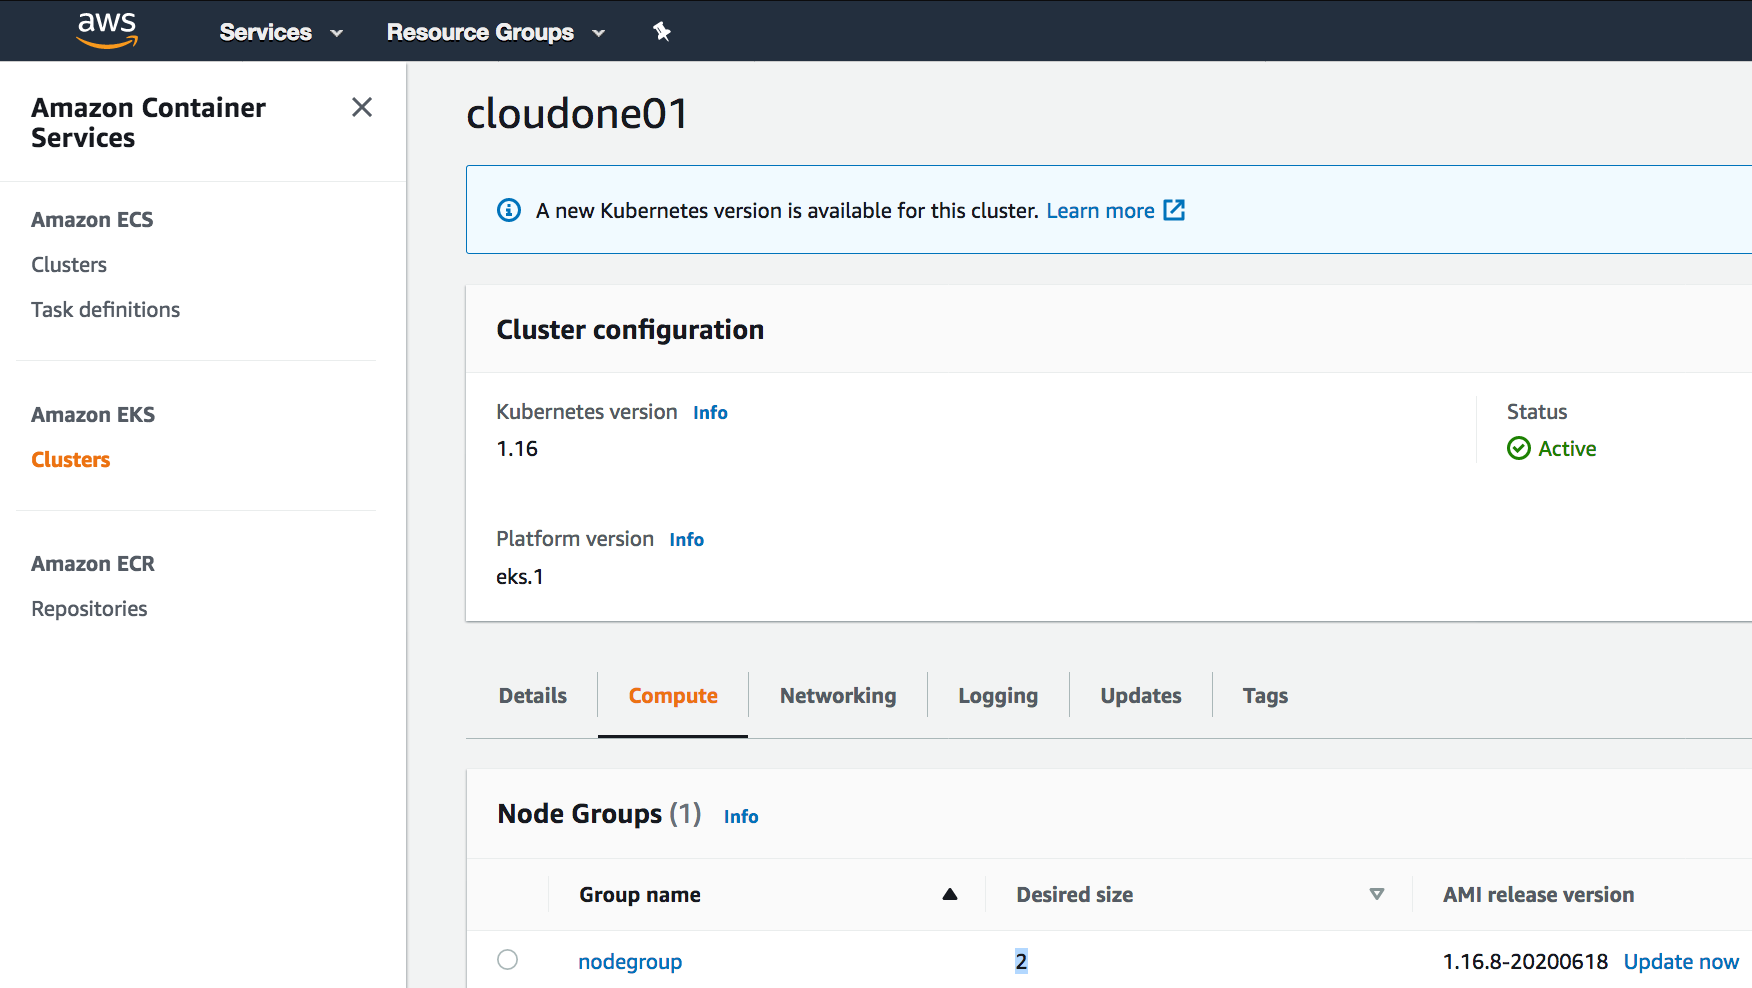 aws Services Resource Groups
Amazon Container
Services
Amazon ECS
Clusters
Task definitions
Amazon EKS
Clusters
Amazon ECR
Repositories
cloudone01
A new Kubernetes version is available for this cluster. Learn more
Cluster configuration
Kubernetes version Info
1.16
Status
Active
Platform version Info
eks.1
Details Compute Networking Logging Updates Tags
Node Groups (1) Info
Group name Desired size AMI release version
nodegroup 2 1.16.8-20200618 Update now